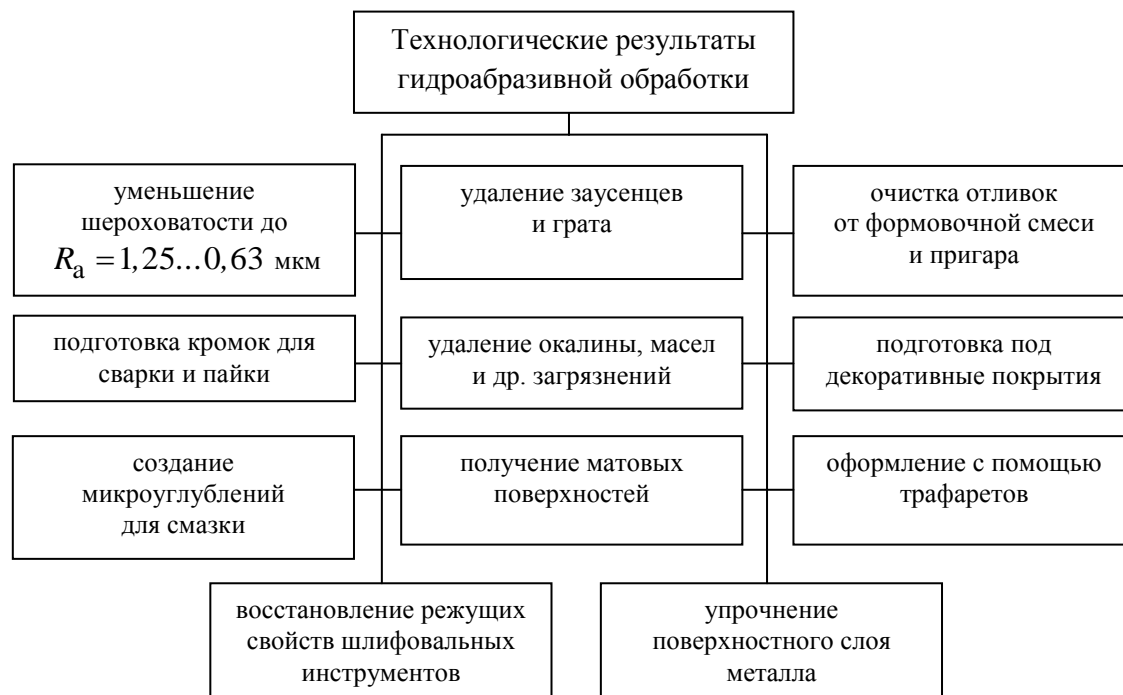 Технологические результаты
гидроабразивной обработки
уменьшение
шероховатости до
Rа = 1,25...0,63 мкм
удаление заусенцев
и грата
очистка отливок
от формовочной смеси
и пригара
подготовка кромок для
сварки и пайки
удаление окалины, масел
и др. загрязнений
подготовка под
декоративные покрытия
создание
микроуглублений
для смазки
получение матовых
поверхностей
оформление с помощью
трафаретов
восстановление режущих
свойств шлифовальных
инструментов
упрочнение
поверхностного слоя
металла